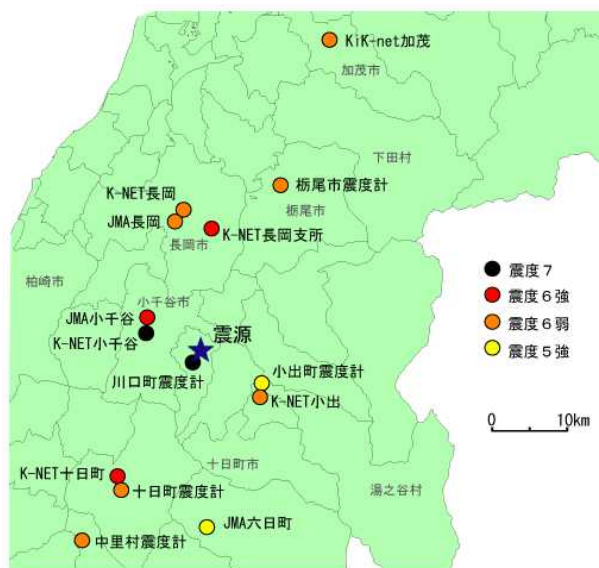 KiK-net加茂
加茂市
下田村
栃尾市震度計
栃尾市
K-NET長岡
JMA長岡
K-NET長岡支所
長岡市
柏崎市
小千谷市
JMA小千谷
K-NET小千谷
震源
川口町震度計
小出町震度計
K-NET小出
震度７
震度６強
震度６弱
震度５強
0 10km
K-NET十日町
十日町市
十日町震度計
湯之谷村
JMA六日町
中里村震度計